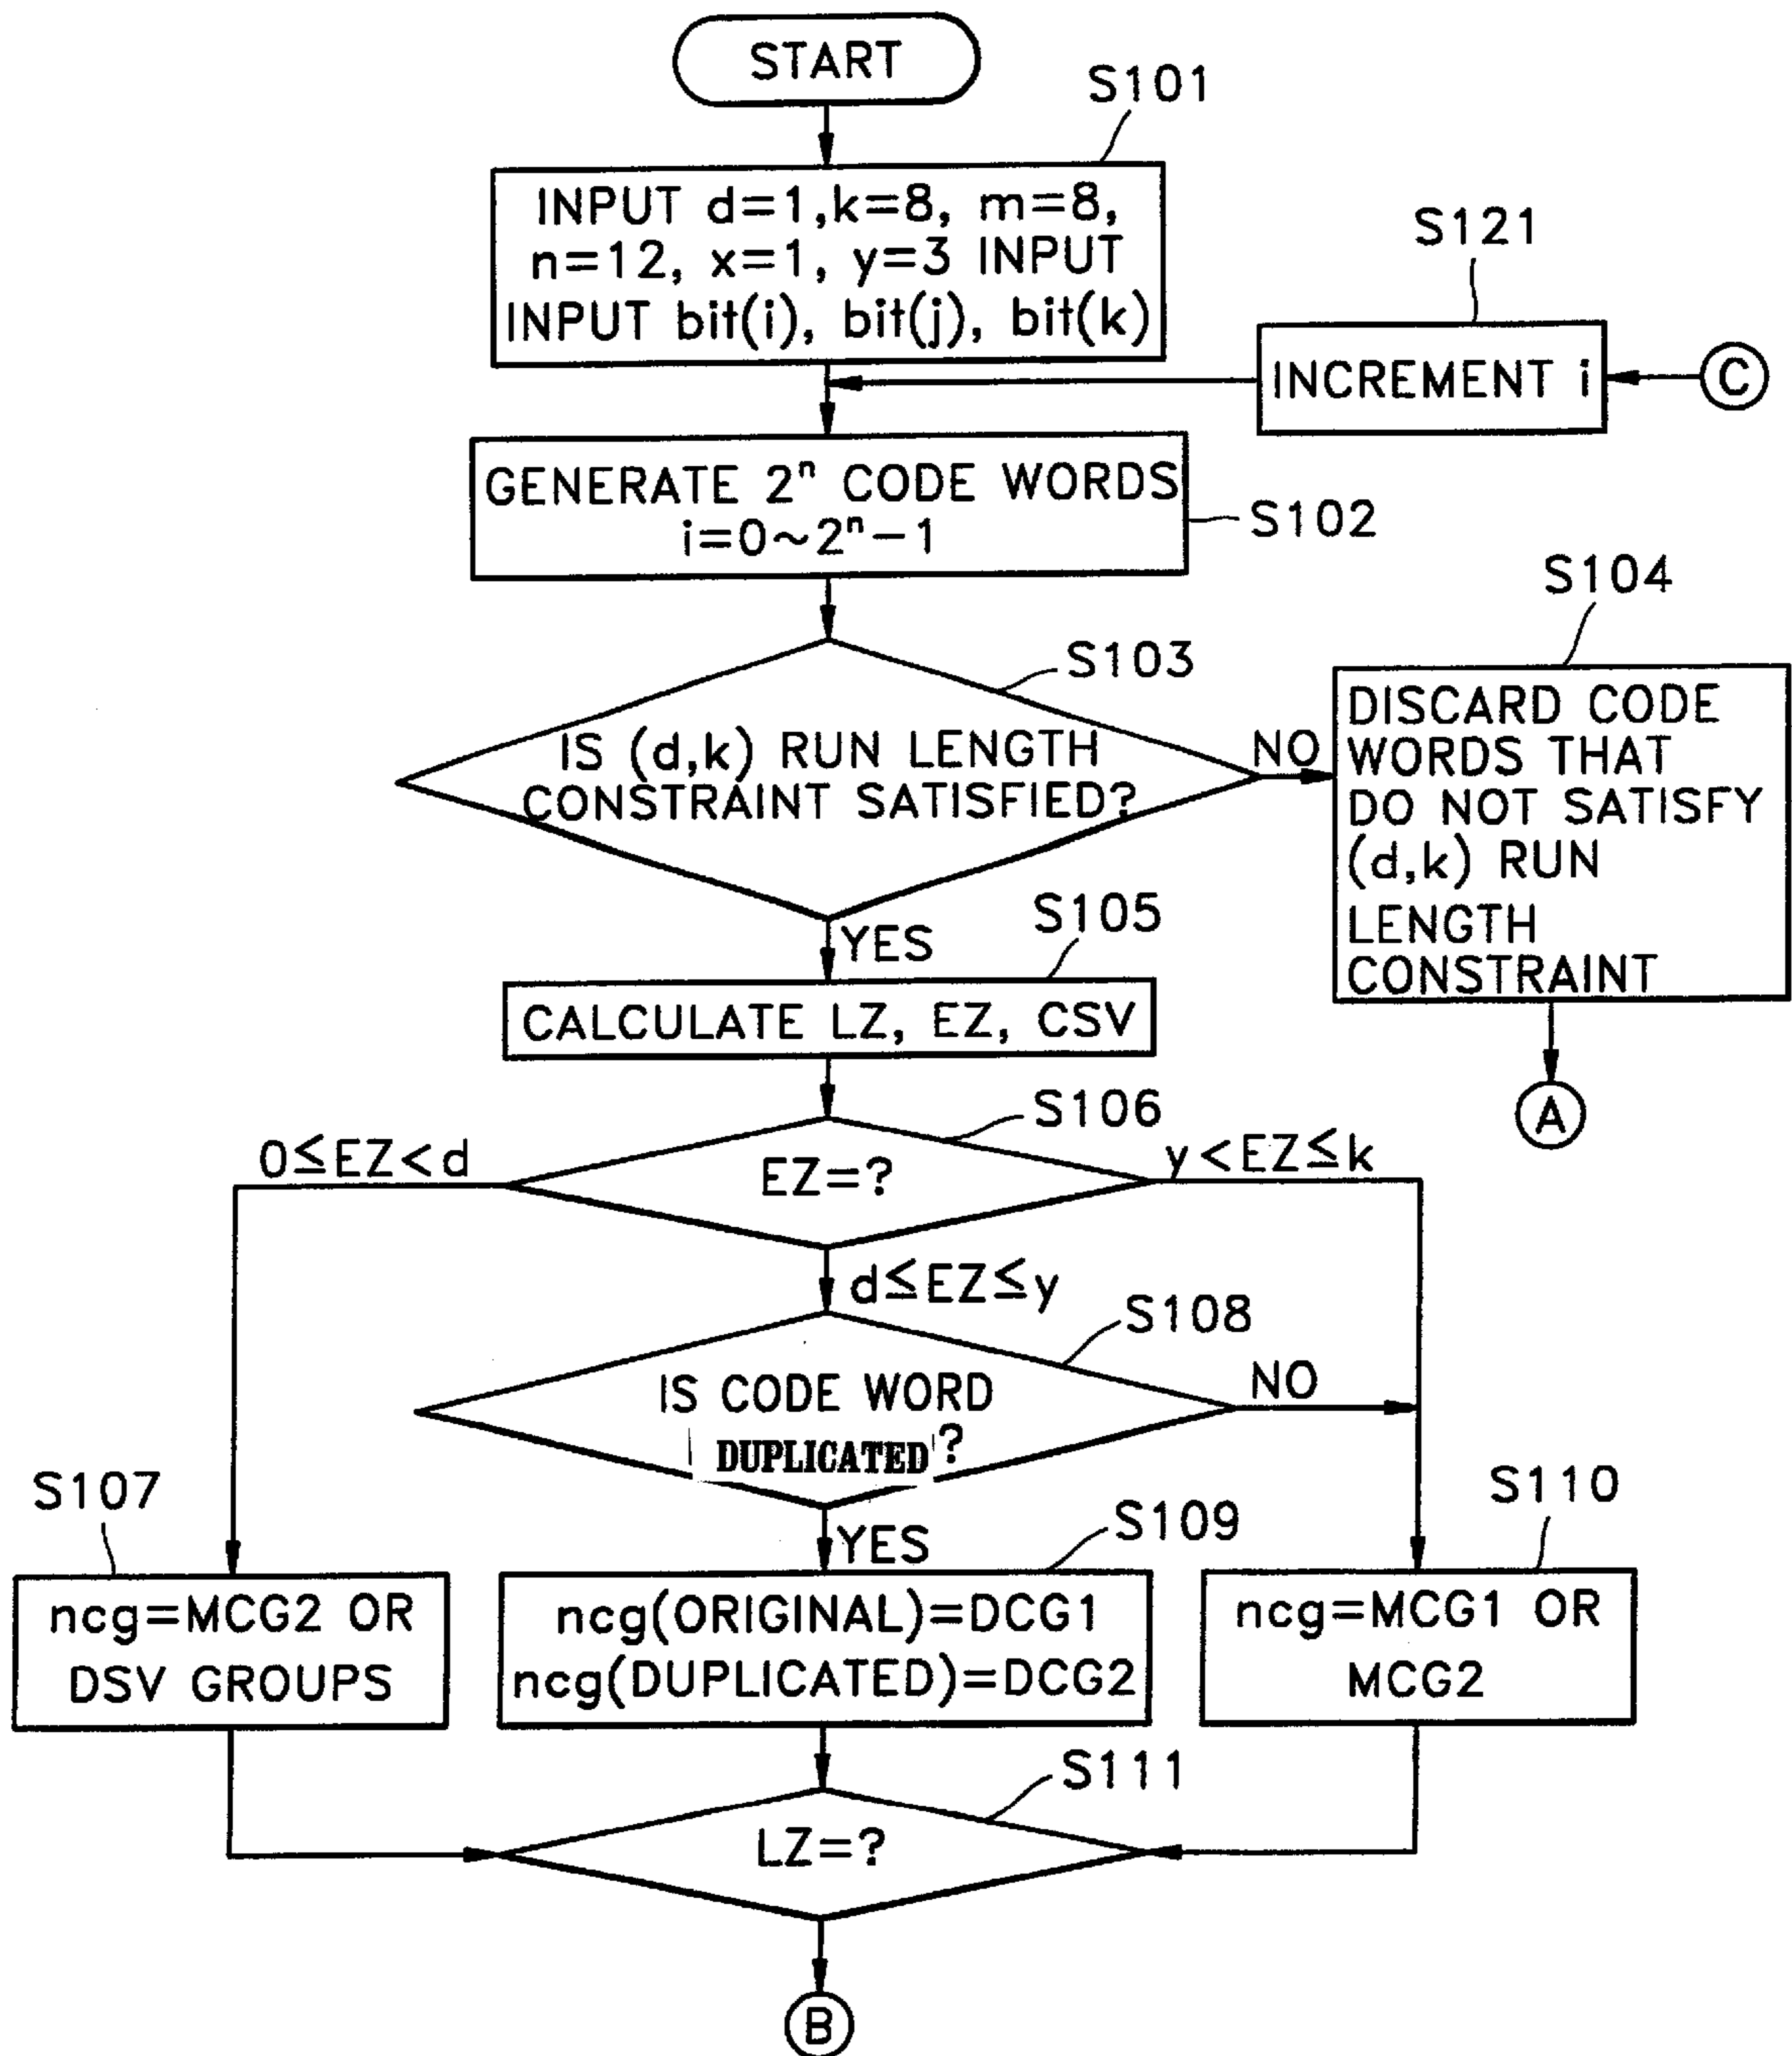 START
S101
INPUT d=1,k=8, m=8,
n=12, x=1, y=3 INPUT
INPUT bit(i), bit(j), bit(k)
S121
INCREMENT i
C
GENERATE 2ⁿ CODE WORDS
i=0~2ⁿ-1
S102
S103
IS (d,k) RUN LENGTH
CONSTRAINT SATISFIED?
NO
S104
DISCARD CODE
WORDS THAT
DO NOT SATISFY
(d,k) RUN
LENGTH
CONSTRAINT
A
YES
S105
CALCULATE LZ, EZ, CSV
S106
EZ=?
0≤EZ<d
y<EZ≤k
d≤EZ≤y
S108
IS CODE WORD
DUPLICATED?
NO
YES
S107
ncg=MCG2 OR
DSV GROUPS
S109
ncg(ORIGINAL)=DCG1
ncg(DUPLICATED)=DCG2
S110
ncg=MCG1 OR
MCG2
S111
LZ=?
B